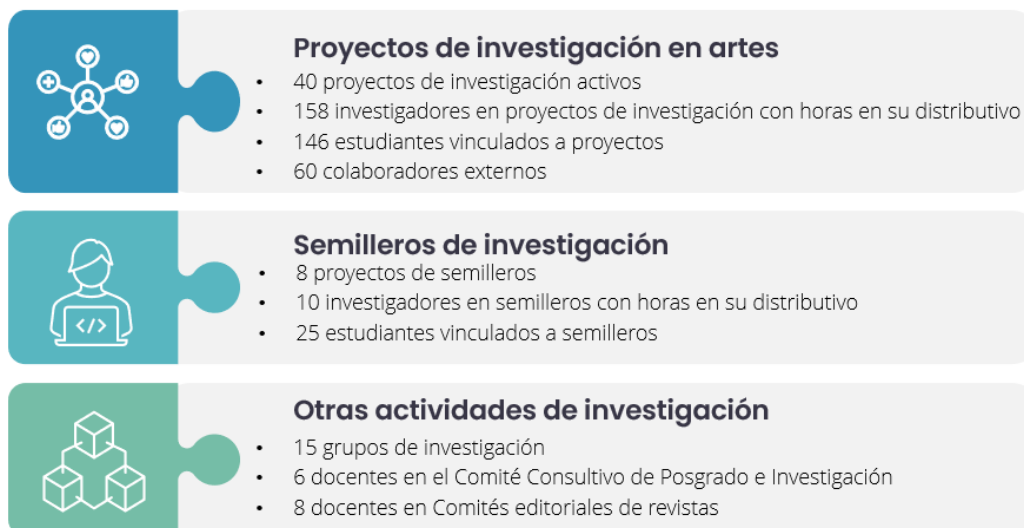 Proyectos de investigación en artes
• 40 proyectos de investigación activos
• 158 investigadores en proyectos de investigación con horas en su distributivo
• 146 estudiantes vinculados a proyectos
• 60 colaboradores externos
Semilleros de investigación
• 8 proyectos de semilleros
• 10 investigadores en semilleros con horas en su distributivo
• 25 estudiantes vinculados a semilleros
</>
Otras actividades de investigación
• 15 grupos de investigación
• 6 docentes en el Comité Consultivo de Posgrado e Investigación
• 8 docentes en Comités editoriales de revistas